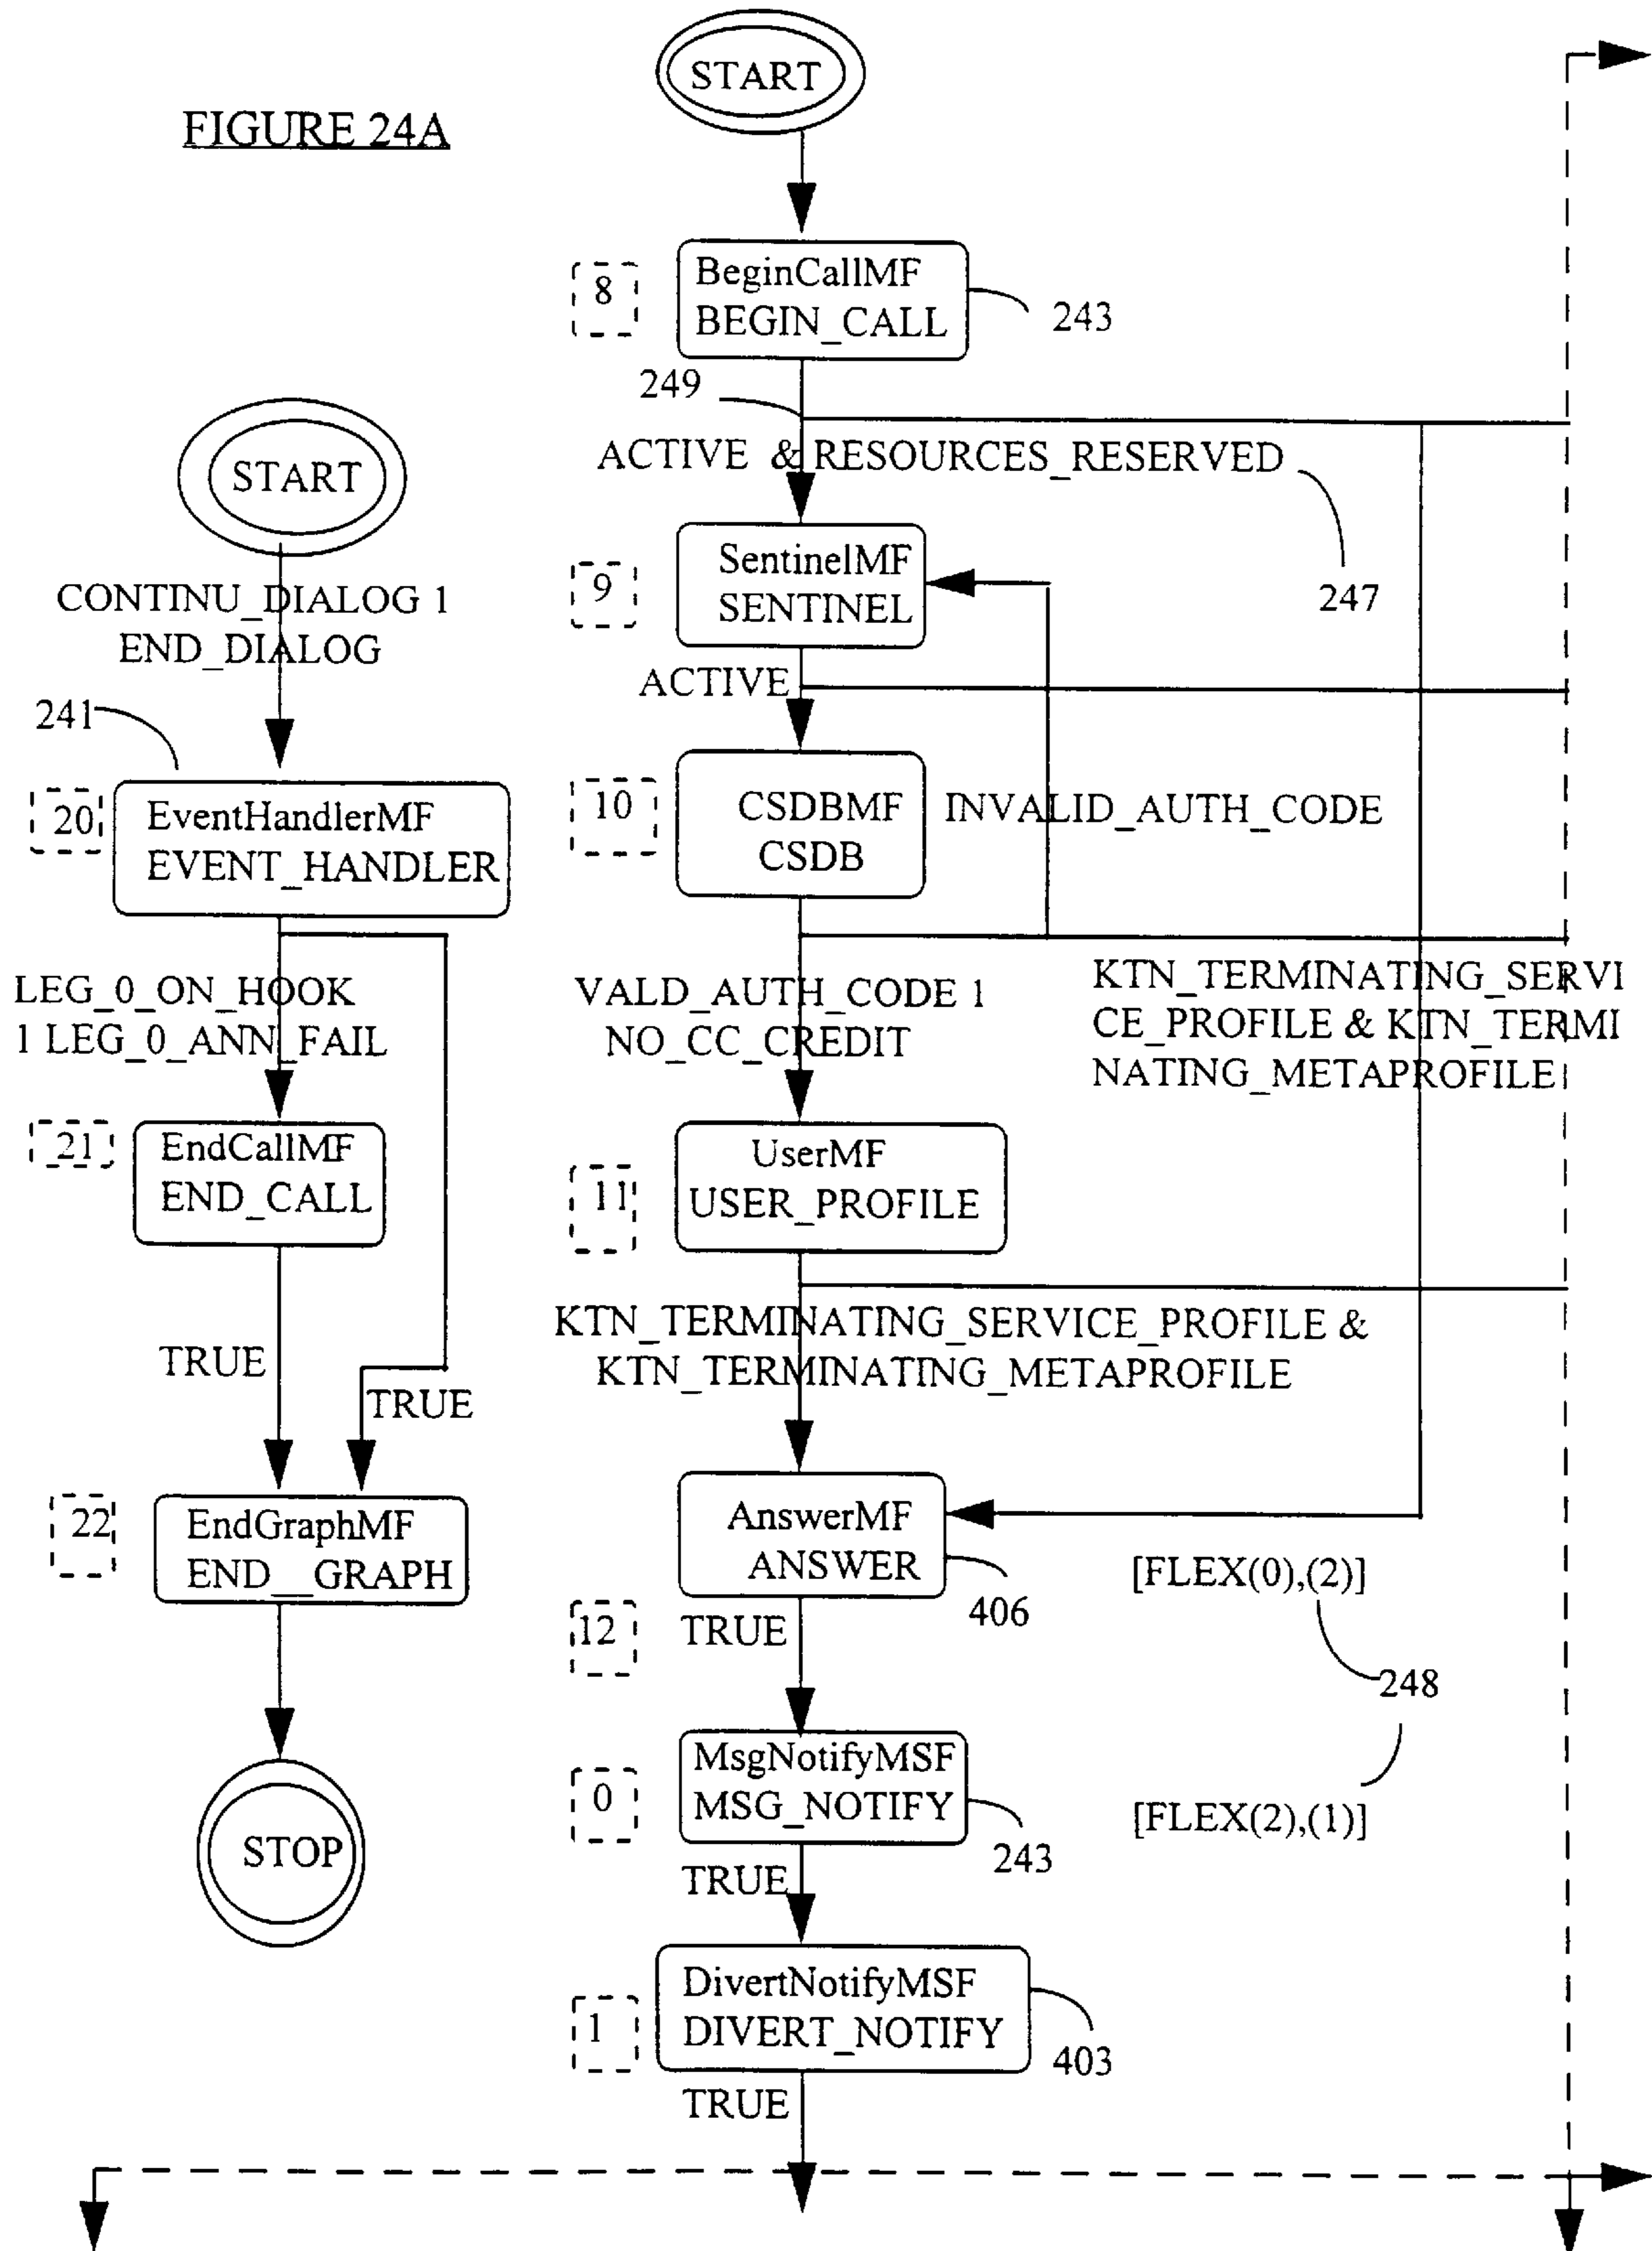 START
FIGURE 24A
8
BeginCallMF
BEGIN_CALL
243
249
ACTIVE & RESOURCES_RESERVED
247
START
CONTINU_DIALOG 1
END_DIALOG
241
9
SentinelMF
SENTINEL
ACTIVE
20
EventHandlerMF
EVENT_HANDLER
10
CSDBMF
CSDB
INVALID_AUTH_CODE
LEG_0_ON_HOOK
1 LEG_0_ANN_FAIL
VALD_AUTH_CODE 1
NO_CC_CREDIT
KTN_TERMINATING_SERVI
CE_PROFILE & KTN_TERMI
NATING_METAPROFILE
21
EndCallMF
END_CALL
11
UserMF
USER_PROFILE
TRUE
TRUE
KTN_TERMINATING_SERVICE_PROFILE &
KTN_TERMINATING_METAPROFILE
22
EndGraphMF
END__GRAPH
AnswerMF
ANSWER
406
[FLEX(0),(2)]
12
TRUE
248
STOP
0
MsgNotifyMSF
MSG_NOTIFY
243
[FLEX(2),(1)]
TRUE
1
DivertNotifyMSF
DIVERT_NOTIFY
403
TRUE